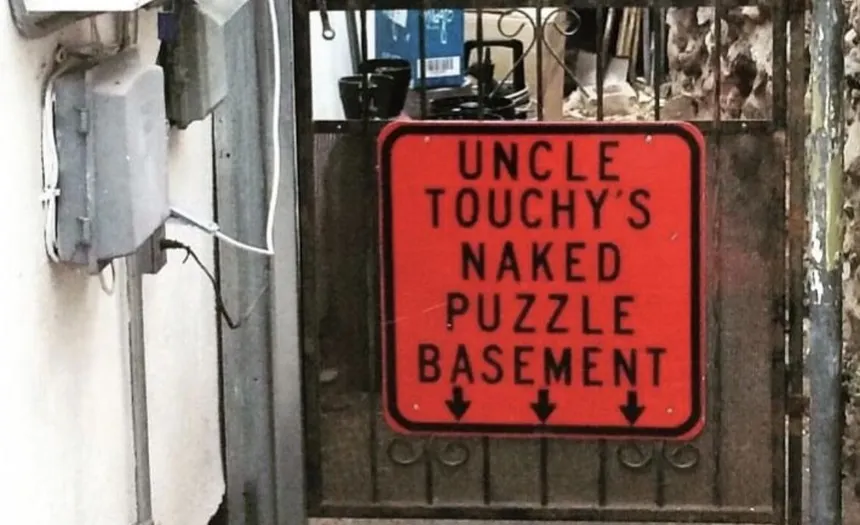 UNCLE
TOUCHY'S
NAKED
PUZZLE
BASEMENT